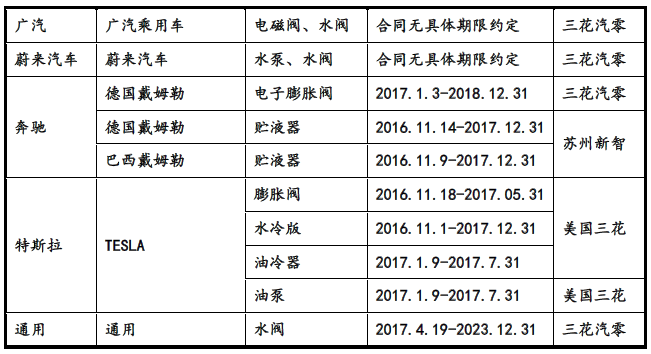 广汽 广汽乘用车 电磁阀、水阀 合同无具体期限约定 三花汽零
蔚来汽车 蔚来汽车 水泵、水阀 合同无具体期限约定 三花汽零
奔驰 德国戴姆勒 电子膨胀阀 2017.1.3-2018.12.31 三花汽零
德国戴姆勒 贮液器 2016.11.14-2017.12.31 苏州新智
巴西戴姆勒 贮液器 2016.11.9-2017.12.31
特斯拉 TESLA 膨胀阀 2016.11.18-2017.05.31 美国三花
水冷版 2016.11.1-2017.12.31
油冷器 2017.1.9-2017.7.31
油泵 2017.1.9-2017.7.31 美国三花
通用 通用 水阀 2017.4.19-2023.12.31 三花汽零